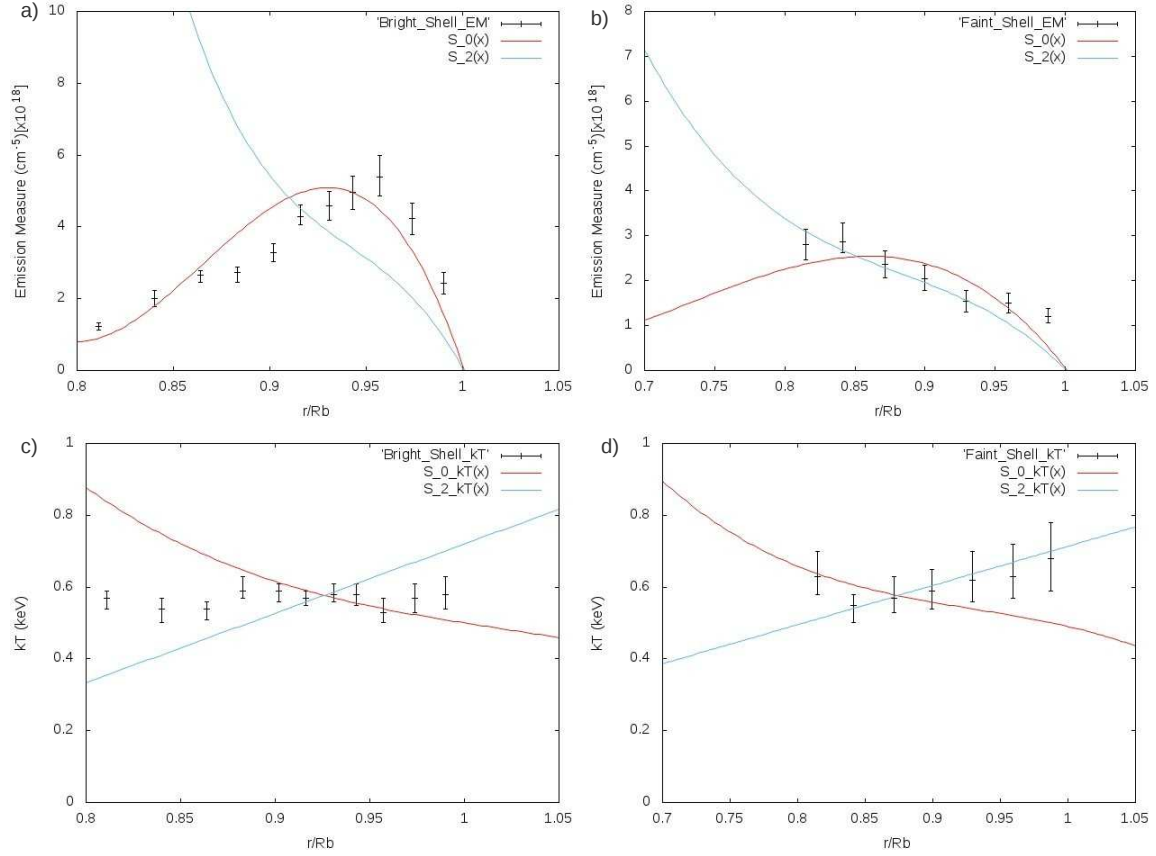 a)
'Bright_Shell_EM'
S_0(x)
S_2(x)
Emission Measure (cm⁻⁵)[x10¹⁸]
10
8
6
4
2
0
0.8 0.85 0.9 0.95 1 1.05
r/Rb
b)
'Faint_Shell_EM'
S_0(x)
S_2(x)
Emission Measure (cm⁻⁵)[x10¹⁸]
8
7
6
5
4
3
2
1
0
0.7 0.75 0.8 0.85 0.9 0.95 1 1.05
r/Rb
c)
'Bright_Shell_kT'
S_0_kT(x)
S_2_kT(x)
kT (keV)
1
0.8
0.6
0.4
0.2
0
0.8 0.85 0.9 0.95 1 1.05
r/Rb
d)
'Faint_Shell_kT'
S_0_kT(x)
S_2_kT(x)
kT (keV)
1
0.8
0.6
0.4
0.2
0
0.7 0.75 0.8 0.85 0.9 0.95 1 1.05
r/Rb